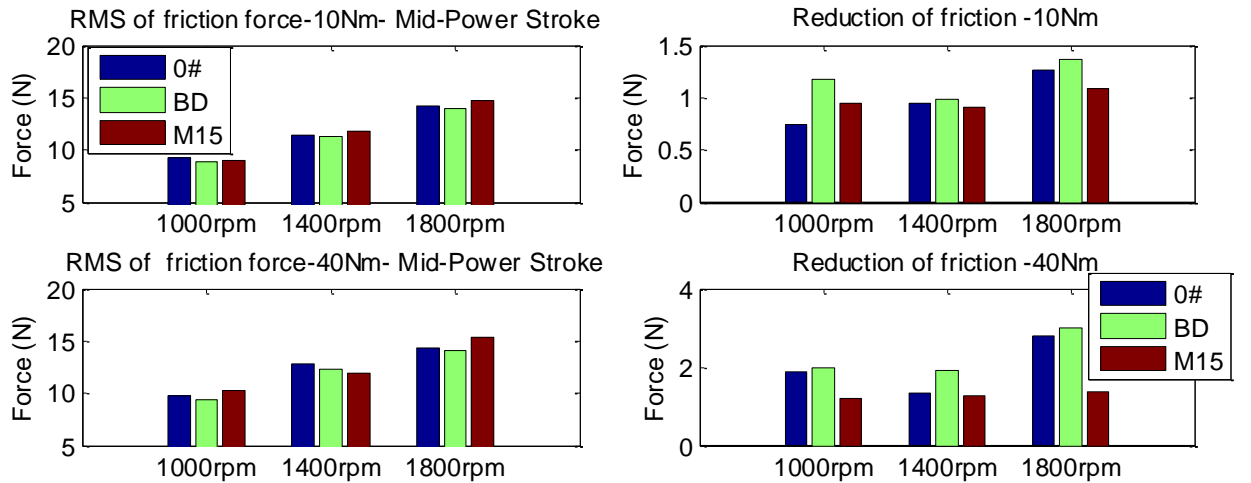 RMS of friction force-10Nm- Mid-Power Stroke
20
15
10
5
Force (N)
0#
BD
M15
1000rpm 1400rpm 1800rpm
Reduction of friction -10Nm
1.5
1
0.5
0
Force (N)
1000rpm 1400rpm 1800rpm
RMS of friction force-40Nm- Mid-Power Stroke
20
15
10
5
Force (N)
1000rpm 1400rpm 1800rpm
Reduction of friction -40Nm
4
2
0
Force (N)
0#
BD
M15
1000rpm 1400rpm 1800rpm